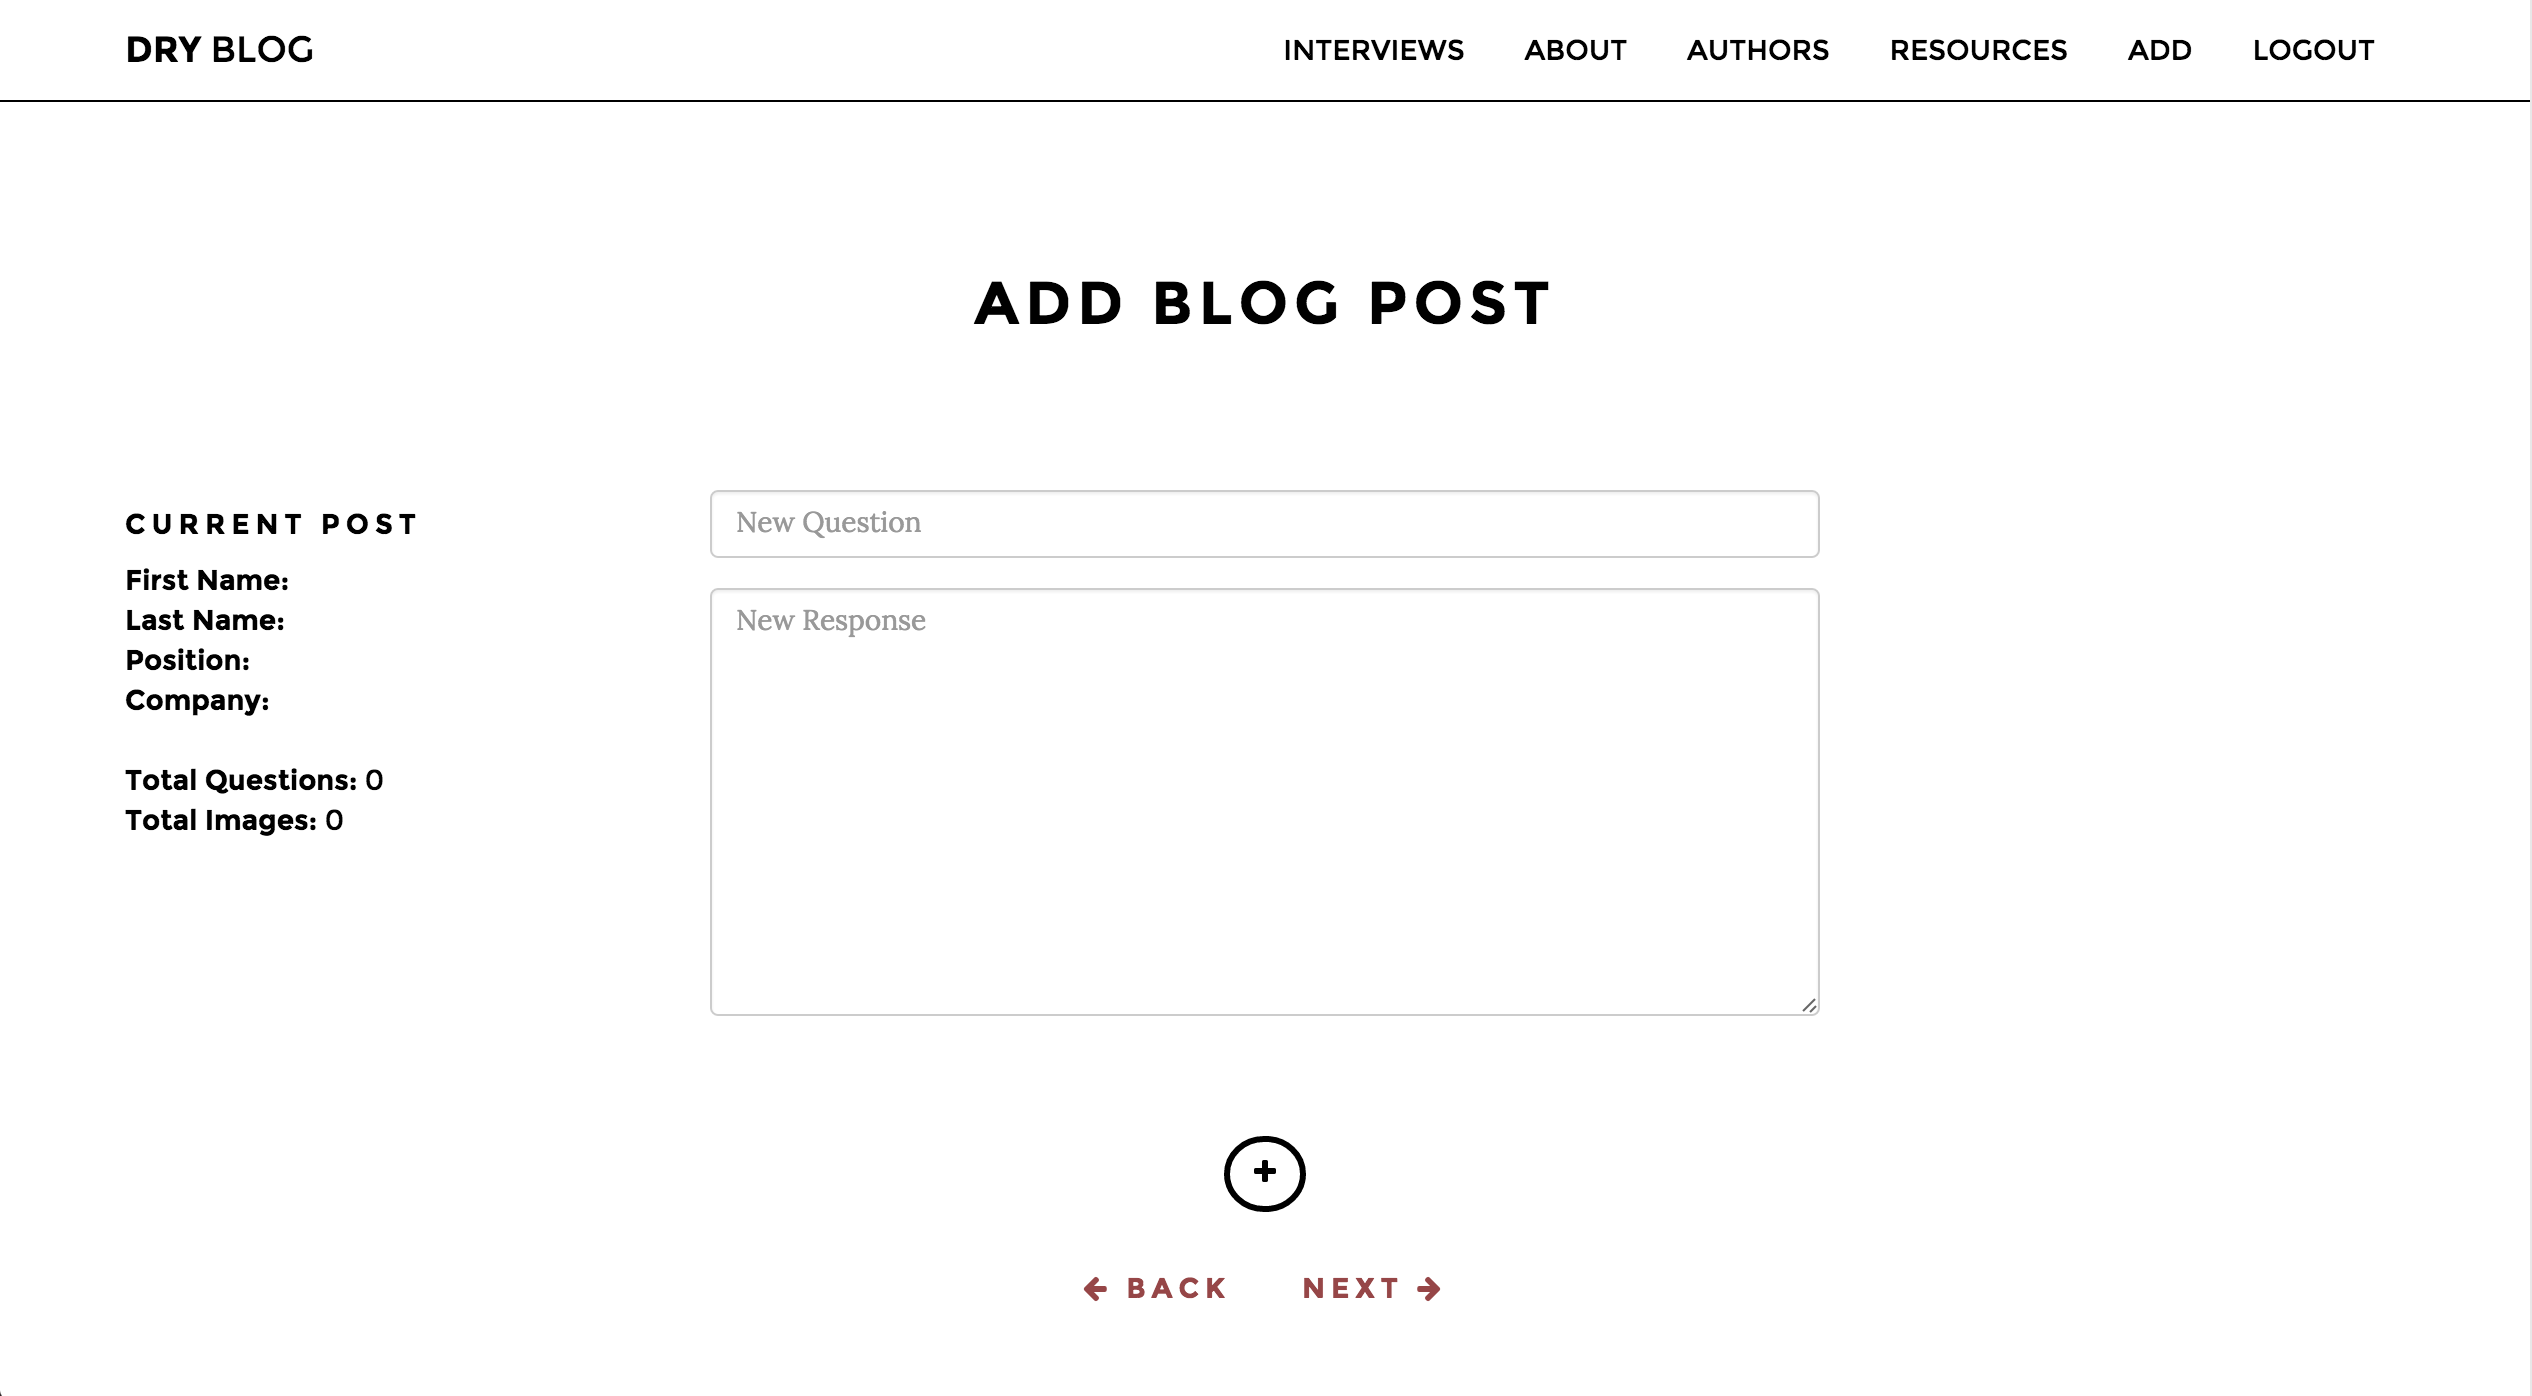 DRY BLOG INTERVIEWS ABOUT AUTHORS RESOURCES ADD LOGOUT
ADD BLOG POST
CURRENT POST
First Name:
Last Name:
Position:
Company:
Total Questions: 0
Total Images: 0
New Question
New Response
BACK NEXT